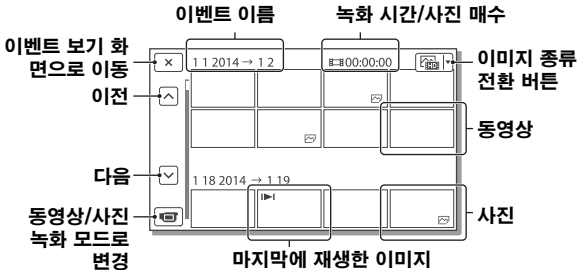 이벤트 이름
녹화 시간/사진 매수
이벤트 보기 화
면으로 이동
1 1 2014 → 1 2
00:00:00
이미지 종류
전환 버튼
이전
동영상
다음
1 18 2014 → 1 19
동영상/사진
녹화 모드로
변경
사진
마지막에 재생한 이미지